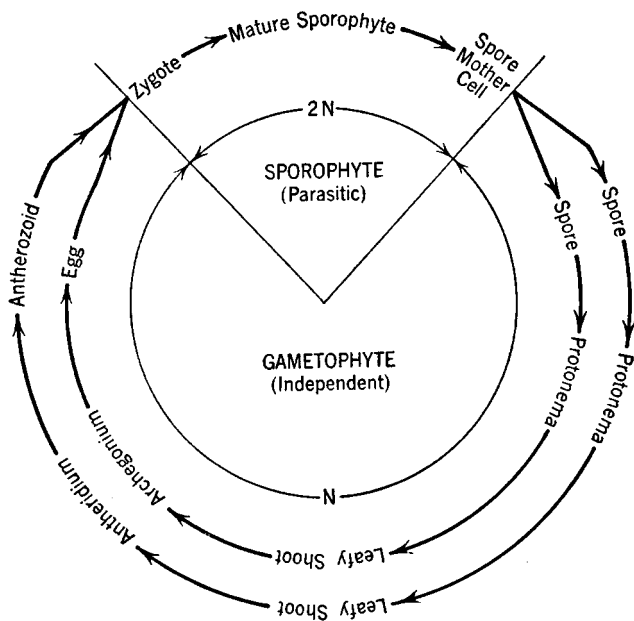 Zygote
Mature Sporophyte
Spore
Mother
Cell
2N
SPOROPHYTE
(Parasitic)
Spore
Spore
Protonema
Protonema
Leafy Shoot
Leafy Shoot
Archegonium
Antheridium
Egg
Antherozoid
GAMETOPHYTE
(Independent)
N